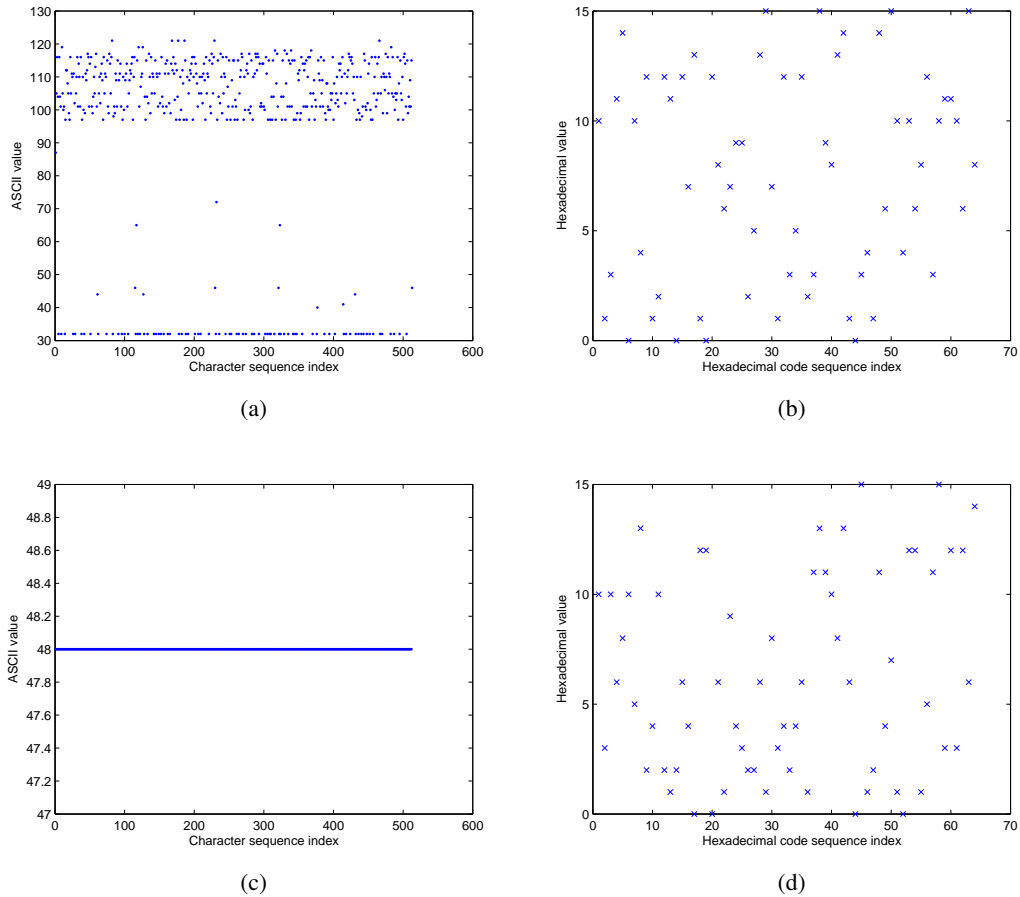 130
120
110
100
90
80
70
60
50
40
30
0 100 200 300 400 500 600
ASCII value
Character sequence index
(a)
15
10
5
0
0 10 20 30 40 50 60 70
Hexadecimal value
Hexadecimal code sequence index
(b)
49
48.8
48.6
48.4
48.2
48
47.8
47.6
47.4
47.2
47
0 100 200 300 400 500 600
ASCII value
Character sequence index
(c)
15
10
5
0
0 10 20 30 40 50 60 70
Hexadecimal value
Hexadecimal code sequence index
(d)